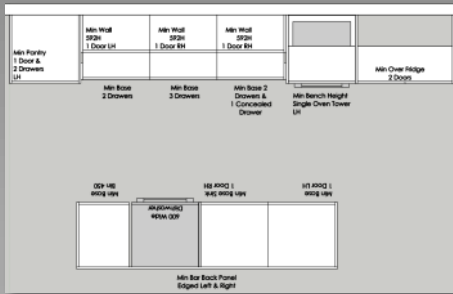 Min Wall
592H
1 Door LH
Min Wall
592H
1 Door RH
Min Wall
592H
1 Door RH
Min Pantry
1 Door &
2 Drawers
LH
Min Over Fridge
2 Doors
Min Base
2 Drawers
Min Base
3 Drawers
Min Base 2
Drawers &
1 Concealed
Drawer
Min Bench Height
Single Oven Tower
LH
Min Base
Bin 450
600 Wide
Dishwasher
Min Base Sink
1 Door RH
Min Base
1 Door LH
Min Bar Back Panel
Edged Left & Right